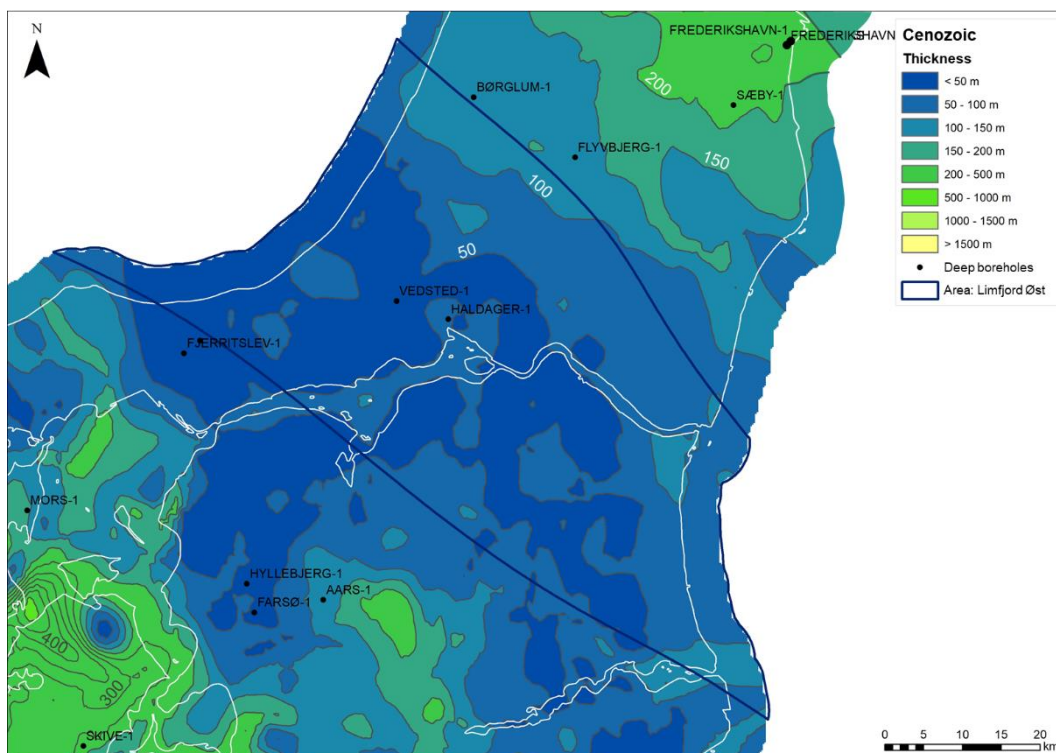 N
FREDERIKSHAVN-1
FREDERIKSHAVN
BØRGLUM-1
200
SÆBY-1
FLYVBJERG-1
150
100
50
VEDSTED-1
HALDAGER-1
FJERRITSLEV-1
MORS-1
HYLLEBJERG-1
AARS-1
FARSØ-1
400
300
SKIVE-1
Cenozoic
Thickness
< 50 m
50 - 100 m
100 - 150 m
150 - 200 m
200 - 500 m
500 - 1000 m
1000 - 1500 m
> 1500 m
Deep boreholes
Area: Limfjord Øst
0 5 10 15 20
km